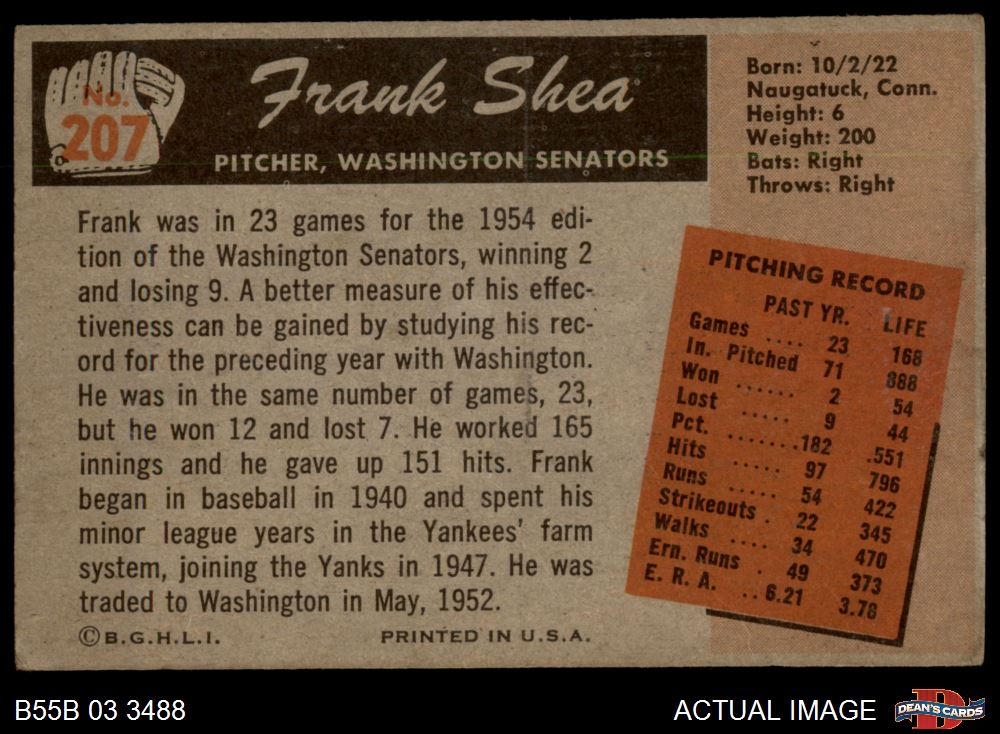 No.
207
Frank Shea
PITCHER, WASHINGTON SENATORS
Born: 10/2/22
Naugatuck, Conn.
Height: 6
Weight: 200
Bats: Right
Throws: Right
Frank was in 23 games for the 1954 edi-
tion of the Washington Senators, winning 2
and losing 9. A better measure of his effec-
tiveness can be gained by studying his rec-
ord for the preceding year with Washington.
He was in the same number of games, 23,
but he won 12 and lost 7. He worked 165
innings and he gave up 151 hits. Frank
began in baseball in 1940 and spent his
minor league years in the Yankees' farm
system, joining the Yanks in 1947. He was
traded to Washington in May, 1952.
©B.G.H.L.I. PRINTED IN U.S.A.
PITCHING RECORD
PAST YR. LIFE
Games .... 23 168
In. Pitched 71 888
Won ...... 2 54
Lost ..... 9 44
Pct. .......182 .551
Hits ..... 97 796
Runs ..... 54 422
Strikeouts . 22 345
Walks .... 34 470
Ern. Runs . 49 373
E. R. A. .. 6.21 3.78
B55B 03 3488 ACTUAL IMAGE DEAN'S CARDS